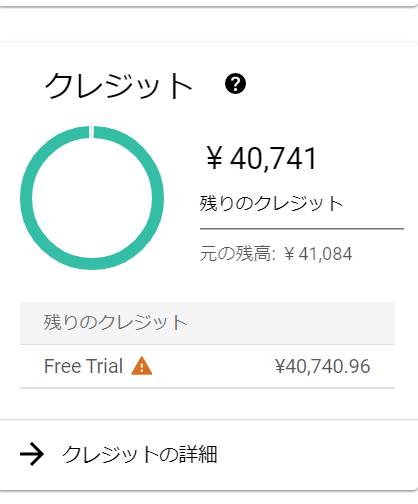 クレジット ?
¥ 40,741
残りのクレジット
元の残高: ¥ 41,084
残りのクレジット
Free Trial ¥40,740.96
クレジットの詳細